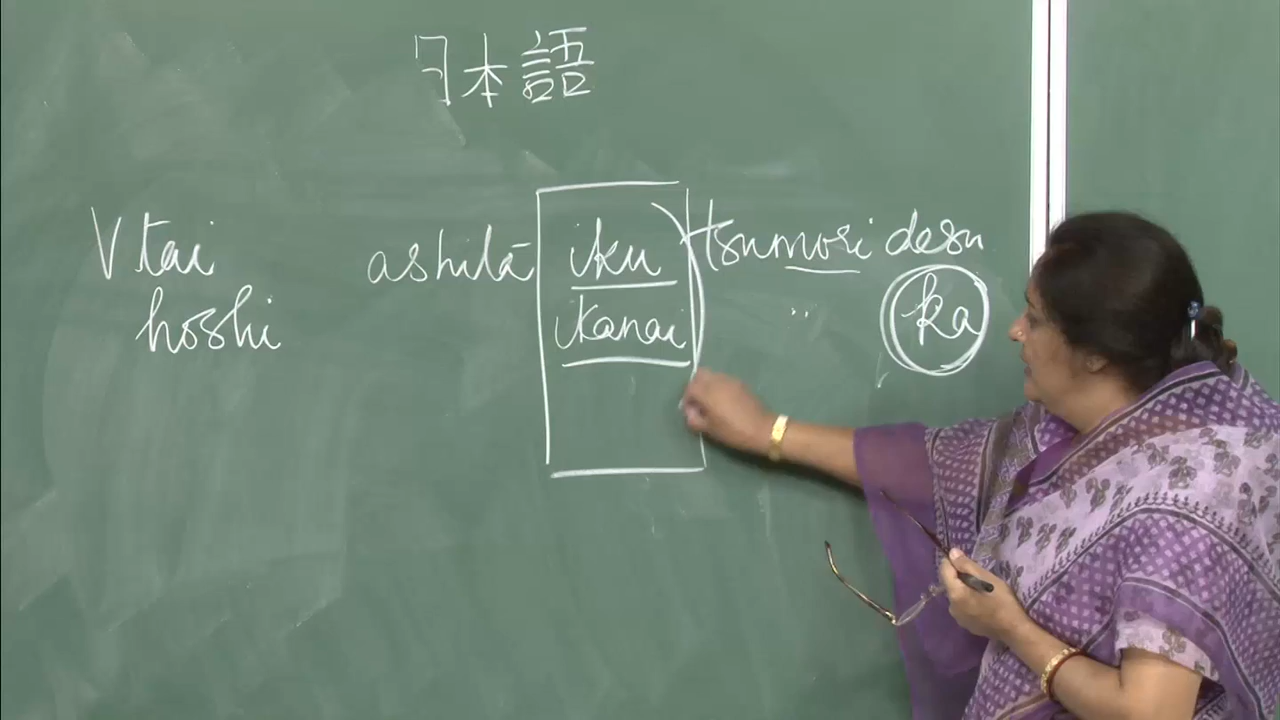 日本語
V tai ashitā iku tsumori desu
hoshi ikanai " ka